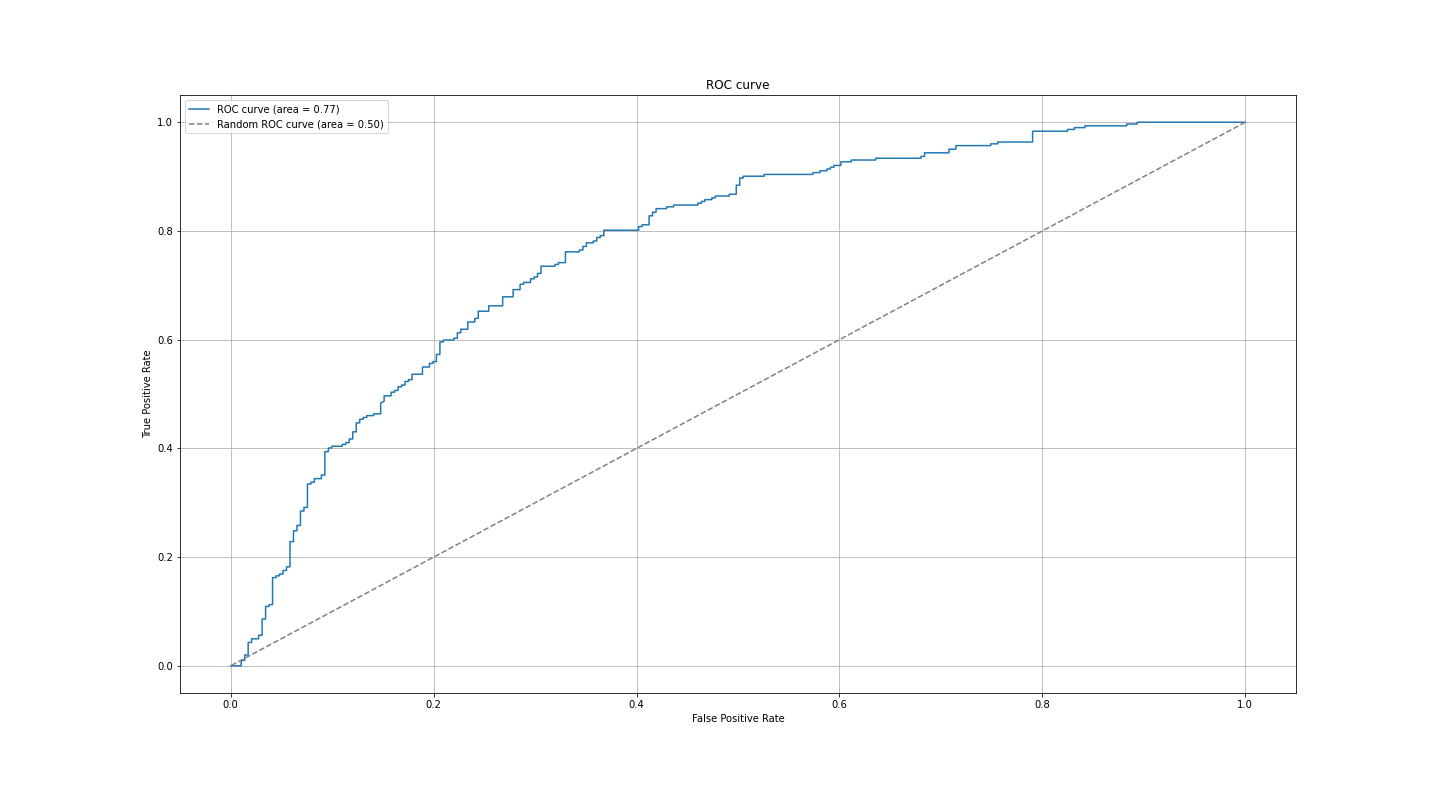 ROC curve
ROC curve (area = 0.77)
Random ROC curve (area = 0.50)
1.0
0.8
0.6
0.4
0.2
0.0
True Positive Rate
0.0 0.2 0.4 0.6 0.8 1.0
False Positive Rate